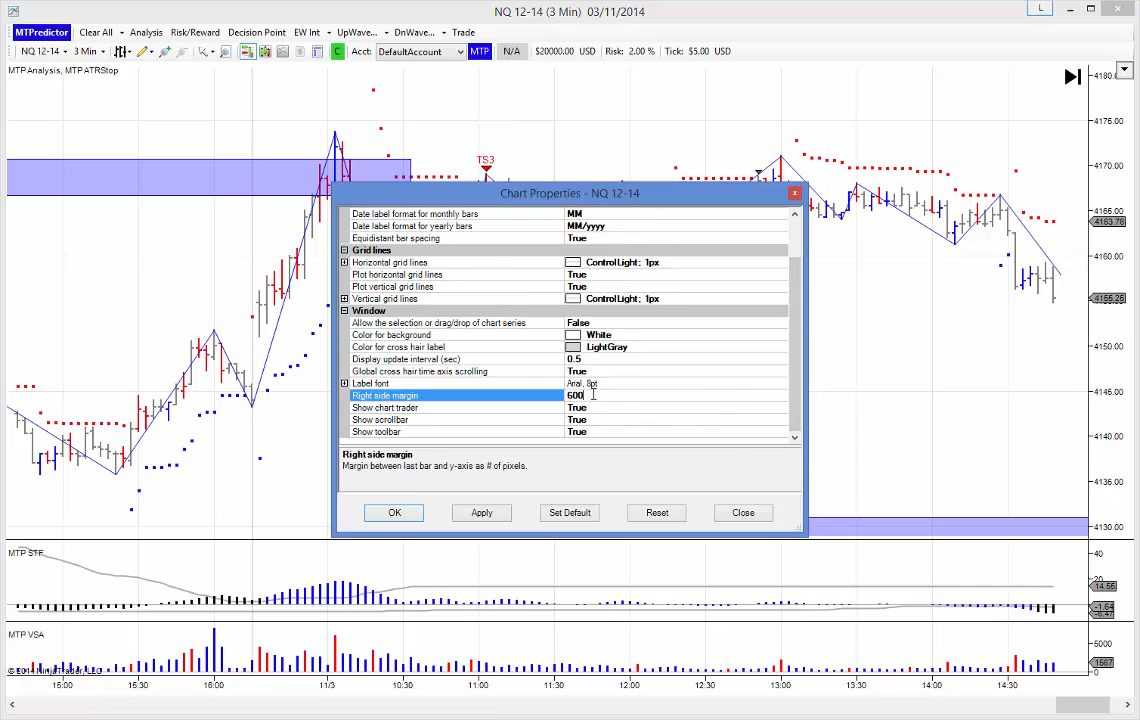 NQ 12-14 (3 Min) 03/11/2014
L
MTPredictor Clear All Analysis Risk/Reward Decision Point EW Int UpWave... DnWave... Trade
NQ 12-14 3 Min C Acct: DefaultAccount MTP N/A $20000.00 USD Risk: 2.00 % Tick: $5.00 USD
MTP Analysis, MTP ATRStop
4180.
4175.00
4170.00
4165.00
4163.76
4160.00
4155.25
4150.00
4145.00
4140.00
4135.00
4130.00
TS3
Chart Properties - NQ 12-14
Date label format for monthly bars MM
Date label format for yearly bars MM/yyyy
Equidistant bar spacing True
Grid lines
Horizontal grid lines ControlLight; 1px
Plot horizontal grid lines True
Plot vertical grid lines True
Vertical grid lines ControlLight; 1px
Window
Allow the selection or drag/drop of chart series False
Color for background White
Color for cross hair label LightGray
Display update interval (sec) 0.5
Global cross hair time axis scrolling True
Label font Arial, 8pt
Right side margin 600
Show chart trader True
Show scrollbar True
Show toolbar True
Right side margin
Margin between last bar and y-axis as # of pixels.
OK Apply Set Default Reset Close
MTP STF
40
20
14.55
-1.64
-6.47
MTP VSA
5000
1567
© 2014 NinjaTrader, LLC
15:00 15:30 16:00 11/3 10:30 11:00 11:30 12:00 12:30 13:00 13:30 14:00 14:30